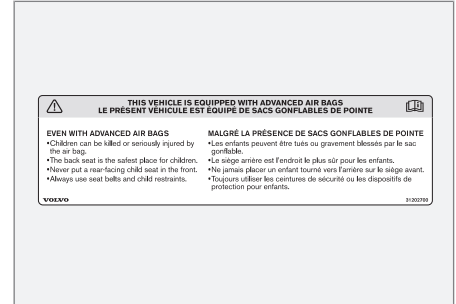 THIS VEHICLE IS EQUIPPED WITH ADVANCED AIR BAGS
LE PRÉSENT VÉHICULE EST ÉQUIPÉ DE SACS GONFLABLES DE POINTE
EVEN WITH ADVANCED AIR BAGS
•Children can be killed or seriously injured by
the air bag.
•The back seat is the safest place for children.
•Never put a rear-facing child seat in the front.
•Always use seat belts and child restraints.
MALGRÉ LA PRÉSENCE DE SACS GONFLABLES DE POINTE
•Les enfants peuvent être tués ou gravement blessés par le sac
gonflable.
•Le siège arrière est l'endroit le plus sûr pour les enfants.
•Ne jamais placer un enfant tourné vers l'arrière sur le siège avant.
•Toujours utiliser les ceintures de sécurité ou les dispositifs de
protection pour enfants.
VOLVO
31202700